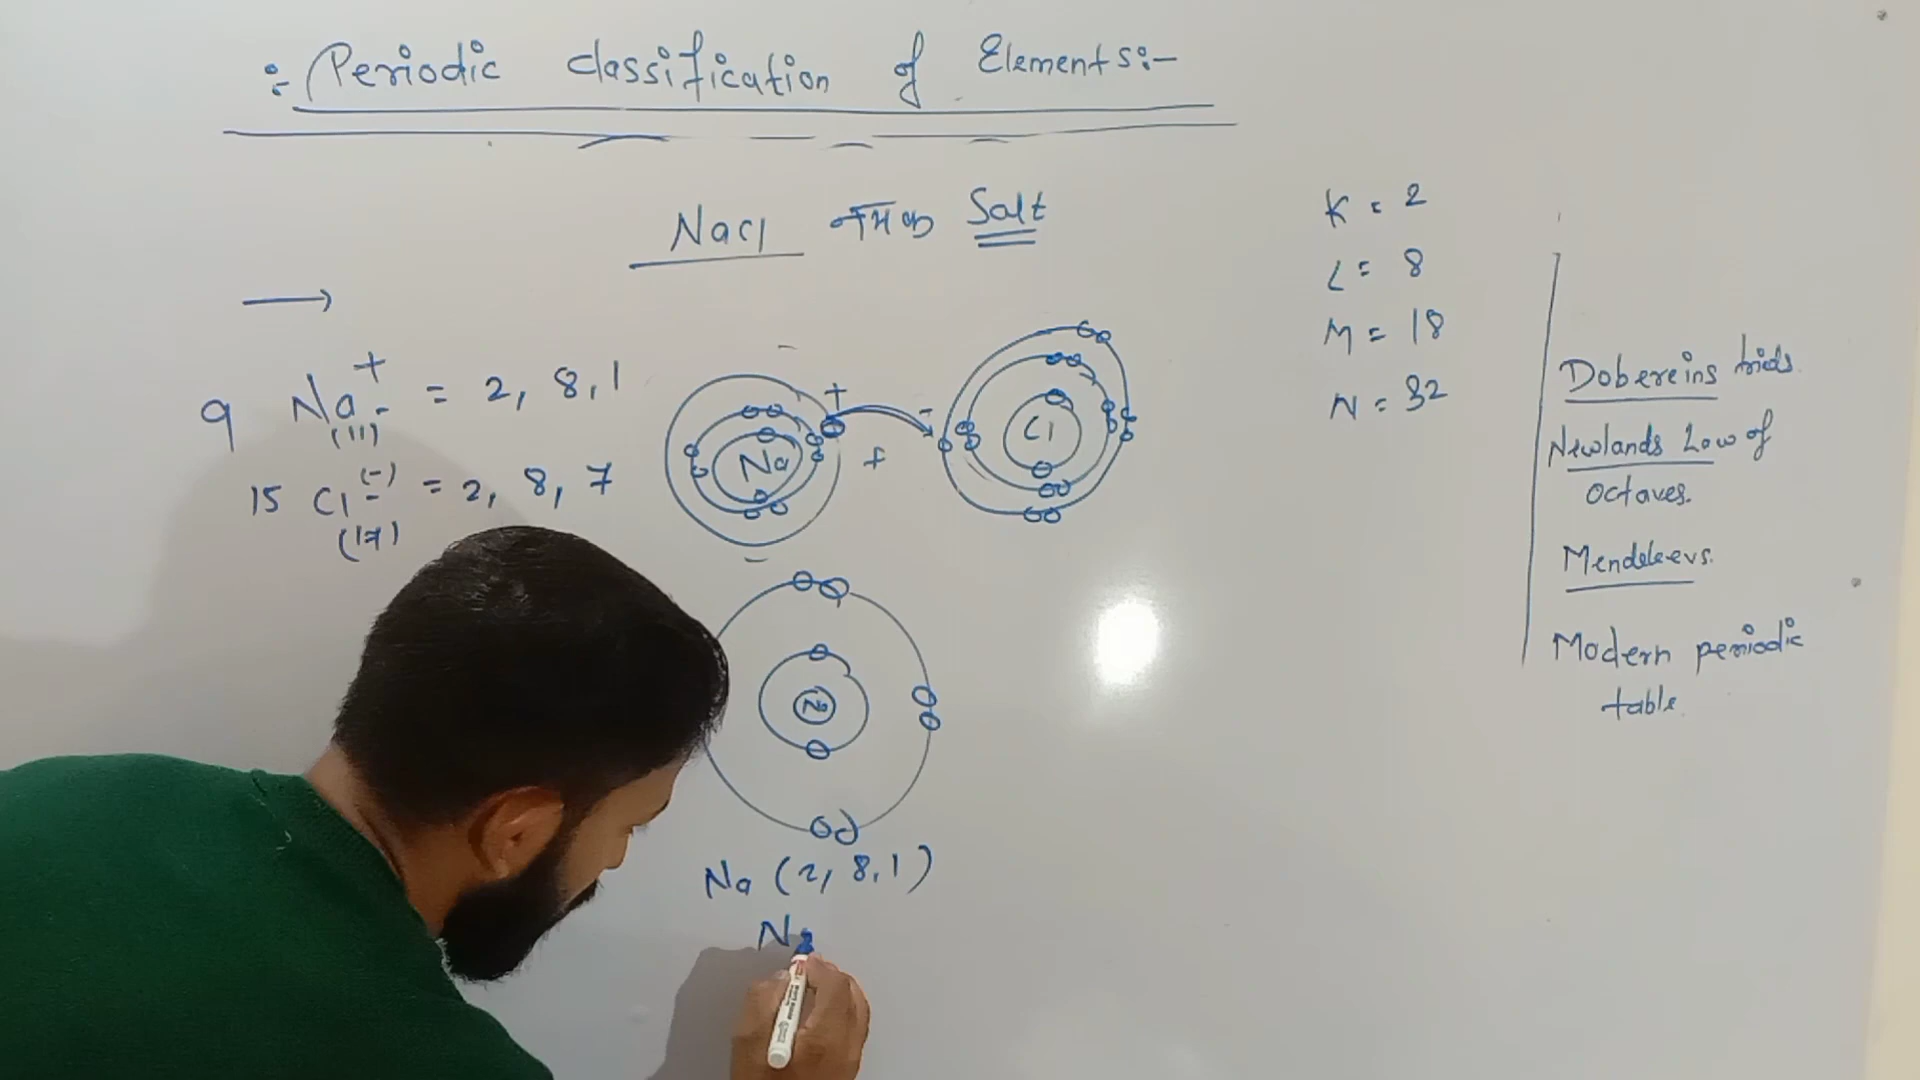 :- Periodic classification of Elements:-
NaCl नमक Salt
K = 2
L = 8
M = 18
N = 32
9 Na+ = 2, 8, 1
(11)
15 Cl(-) = 2, 8, 7
(17)
Na
+
-
+
Cl
Na (2, 8, 1)
Na
Dobereins
Newlands Low of
Octaves.
Mendeleevs.
Modern periodic
table.